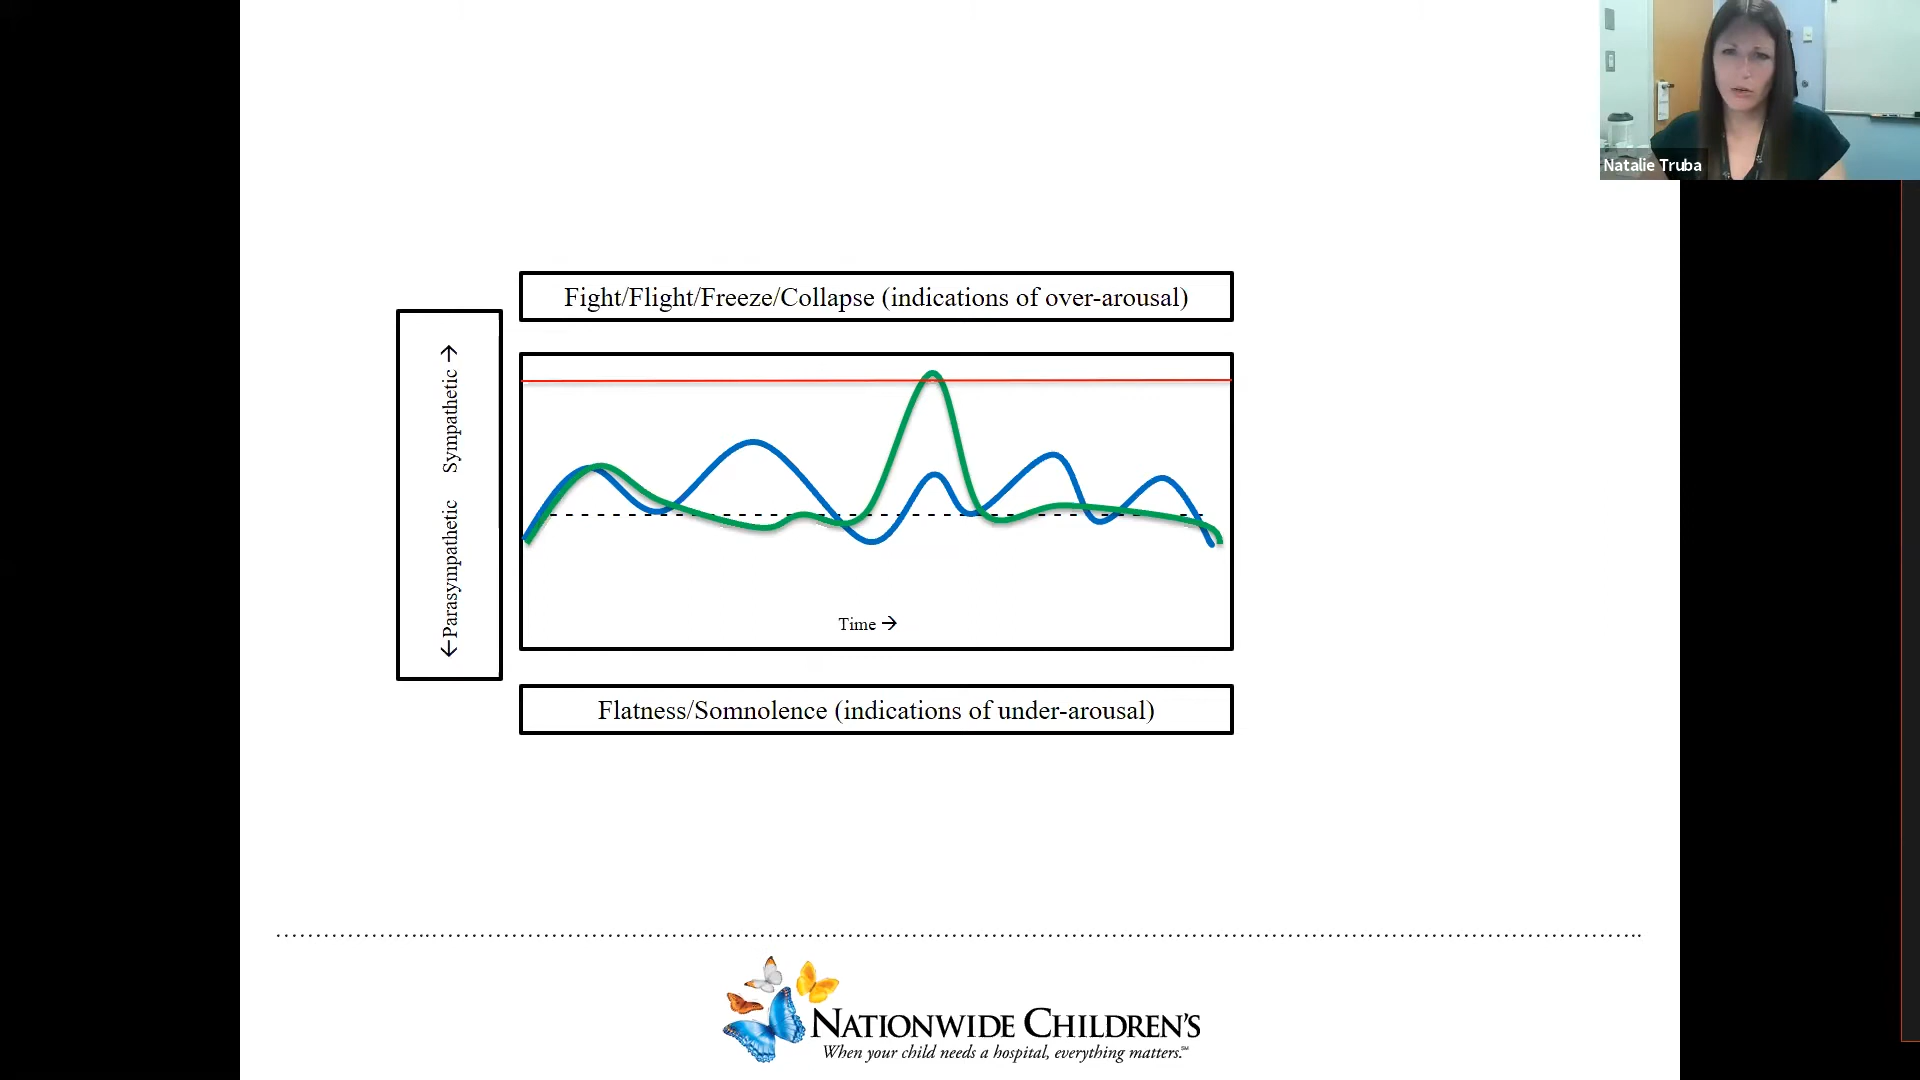 Natalie Truba
Fight/Flight/Freeze/Collapse (indications of over-arousal)
←Parasympathetic Sympathetic→
Time→
Flatness/Somnolence (indications of under-arousal)
NATIONWIDE CHILDREN'S
When your child needs a hospital, everything matters.℠